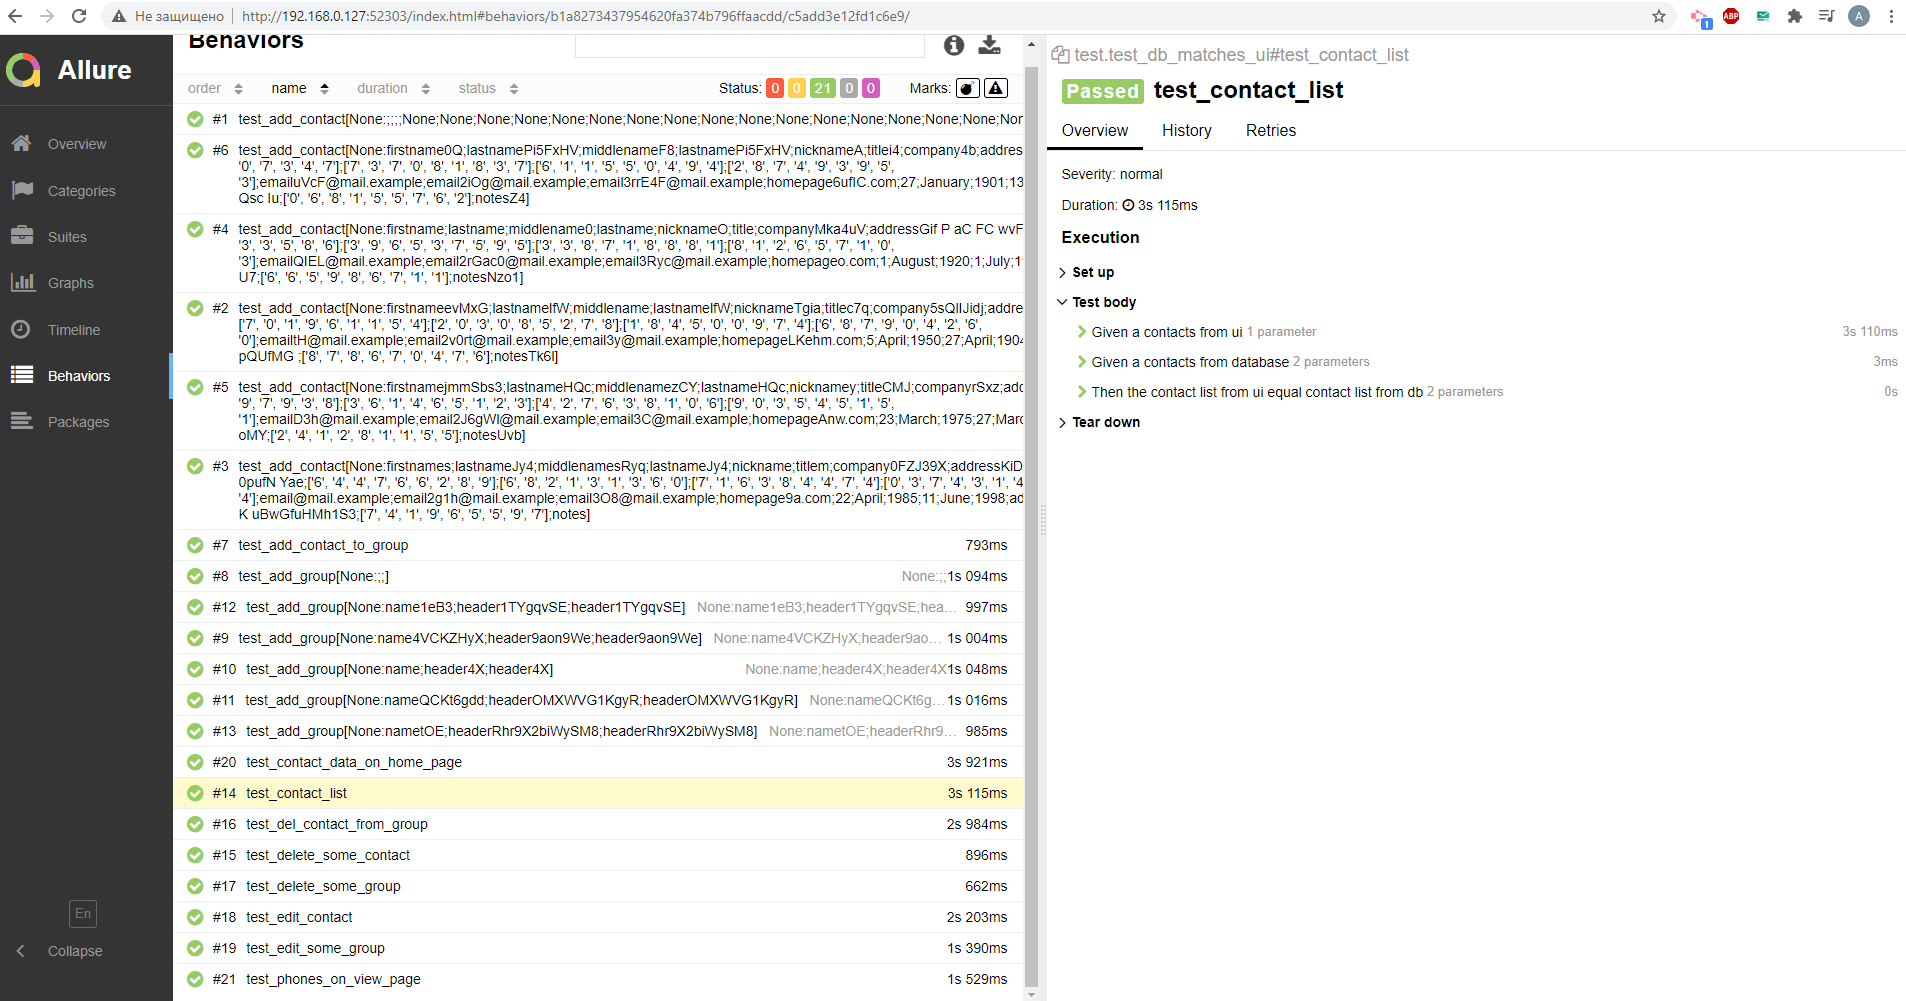 Не защищено
http://192.168.0.127:52303/index.html#behaviors/b1a8273437954620fa374b796ffaacdd/c5add3e12fd1c6e9/
1
ABP
A
Allure
Overview
Categories
Suites
Graphs
Timeline
Behaviors
Packages
En
Collapse
Behaviors
order name duration status Status: 0 0 21 0 0 Marks:
#1 test_add_contact[None:;;;;None;None;None;None;None;None;None;None;None;None;None;None;None;None;None;None;Non
#6 test_add_contact[None:firstname0Q;lastnamePi5FxHV;middlenameF8;lastnamePi5FxHV;nicknameA;titlei4;company4b;addres
'0', '7', '3', '4', '7'];['7', '3', '7', '0', '8', '1', '8', '3', '7'];['6', '1', '1', '5', '5', '0', '4', '9', '4'];['2', '8', '7', '4', '9', '3', '9', '5',
'3'];emailuVcF@mail.example;email2iOg@mail.example;email3rrE4F@mail.example;homepage6ufIC.com;27;January;1901;13
Qsc Iu;['0', '6', '8', '1', '5', '5', '7', '6', '2'];notesZ4]
#4 test_add_contact[None:firstname;lastname;middlename0;lastname;nicknameO;title;companyMka4uV;addressGif P aC FC wvF
'3', '3', '5', '8', '6'];['3', '9', '6', '5', '3', '7', '5', '9', '5'];['3', '3', '8', '7', '1', '8', '8', '8', '1'];['8', '1', '2', '6', '5', '7', '1', '0',
'3'];emailQIEL@mail.example;email2rGac0@mail.example;email3Ryc@mail.example;homepageo.com;1;August;1920;1;July;1
U7;['6', '6', '5', '9', '8', '6', '7', '1', '1'];notesNzo1]
#2 test_add_contact[None:firstnameevMxG;lastnameIfW;middlename;lastnameIfW;nicknameTgia;titlec7q;company5sQIlJidj;addre
['7', '0', '1', '9', '6', '1', '1', '5', '4'];['2', '0', '3', '0', '8', '5', '2', '7', '8'];['1', '8', '4', '5', '0', '0', '9', '7', '4'];['6', '8', '7', '9', '0', '4', '2', '6',
'0'];emailtH@mail.example;email2v0rt@mail.example;email3y@mail.example;homepageLKehm.com;5;April;1950;27;April;1904
pQUfMG ;['8', '7', '8', '6', '7', '0', '4', '7', '6'];notesTk6l]
#5 test_add_contact[None:firstnamejmmSbs3;lastnameHQc;middlenamezCY;lastnameHQc;nicknamey;titleCMJ;companyrSxz;ad
'9', '7', '9', '3', '8'];['3', '6', '1', '4', '6', '5', '1', '2', '3'];['4', '2', '7', '6', '3', '8', '1', '0', '6'];['9', '0', '3', '5', '4', '5', '1', '5',
'1'];emailD3h@mail.example;email2J6gWl@mail.example;email3C@mail.example;homepageAnw.com;23;March;1975;27;Marc
oMY;['2', '4', '1', '2', '8', '1', '1', '5', '5'];notesUvb]
#3 test_add_contact[None:firstnames;lastnameJy4;middlenamesRyq;lastnameJy4;nickname;titlem;company0FZJ39X;addressKiD
0pufN Yae;['6', '4', '4', '7', '6', '6', '2', '8', '9'];['6', '8', '2', '1', '3', '1', '3', '6', '0'];['7', '1', '6', '3', '8', '4', '4', '7', '4'];['0', '3', '7', '4', '3', '1', '4
'4'];email@mail.example;email2g1h@mail.example;email3O8@mail.example;homepage9a.com;22;April;1985;11;June;1998;ad
K uBwGfuHMh1S3;['7', '4', '1', '9', '6', '5', '5', '9', '7'];notes]
#7 test_add_contact_to_group 793ms
#8 test_add_group[None:;;] None:;;1s 094ms
#12 test_add_group[None:name1eB3;header1TYgqvSE;header1TYgqvSE] None:name1eB3;header1TYgqvSE;hea... 997ms
#9 test_add_group[None:name4VCKZHyX;header9aon9We;header9aon9We] None:name4VCKZHyX;header9ao... 1s 004ms
#10 test_add_group[None:name;header4X;header4X] None:name;header4X;header4X1s 048ms
#11 test_add_group[None:nameQCKt6gdd;headerOMXWVG1KgyR;headerOMXWVG1KgyR] None:nameQCKt6g... 1s 016ms
#13 test_add_group[None:nametOE;headerRhr9X2biWySM8;headerRhr9X2biWySM8] None:nametOE;headerRhr9... 985ms
#20 test_contact_data_on_home_page 3s 921ms
#14 test_contact_list 3s 115ms
#16 test_del_contact_from_group 2s 984ms
#15 test_delete_some_contact 896ms
#17 test_delete_some_group 662ms
#18 test_edit_contact 2s 203ms
#19 test_edit_some_group 1s 390ms
#21 test_phones_on_view_page 1s 529ms
test.test_db_matches_ui#test_contact_list
Passed test_contact_list
Overview History Retries
Severity: normal
Duration: 3s 115ms
Execution
Set up
Test body
Given a contacts from ui 1 parameter 3s 110ms
Given a contacts from database 2 parameters 3ms
Then the contact list from ui equal contact list from db 2 parameters 0s
Tear down